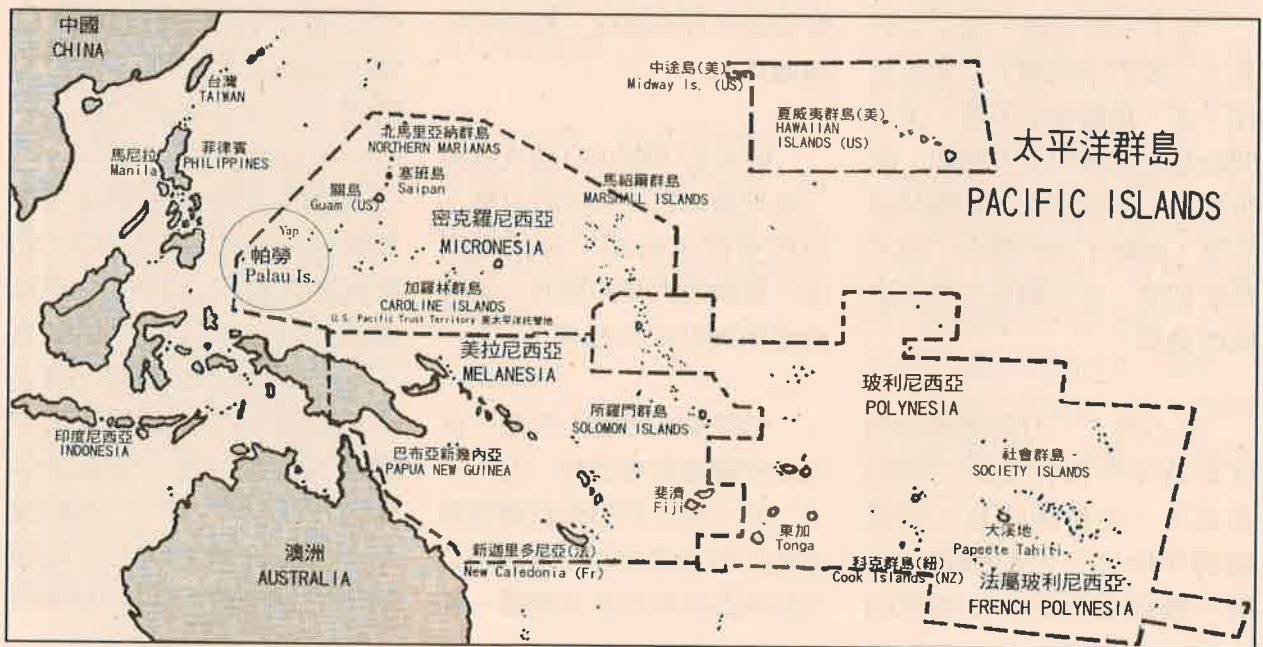 中國
CHINA
台灣
TAIWAN
馬尼拉
Manila
菲律賓
PHILIPPINES
北馬里亞納群島
NORTHERN MARIANAS
塞班島
Saipan
關島
Guam (US)
Yap
帕勞
Palau Is.
密克羅尼西亞
MICRONESIA
加羅林群島
CAROLINE ISLANDS
U.S. Pacific Trust Territory 美太平洋托管地
馬紹爾群島
MARSHALL ISLANDS
中途島(美)
Midway Is. (US)
夏威夷群島(美)
HAWAIIAN
ISLANDS (US)
太平洋群島
PACIFIC ISLANDS
美拉尼西亞
MELANESIA
所羅門群島
SOLOMON ISLANDS
玻利尼西亞
POLYNESIA
印度尼西亞
INDONESIA
巴布亞新幾內亞
PAPUA NEW GUINEA
斐濟
Fiji
東加
Tonga
社會群島
SOCIETY ISLANDS
大溪地
Papeete Tahiti
澳洲
AUSTRALIA
新迦里多尼亞(法)
New Caledonia (Fr)
科克群島(紐)
Cook Islands (NZ)
法屬玻利尼西亞
FRENCH POLYNESIA